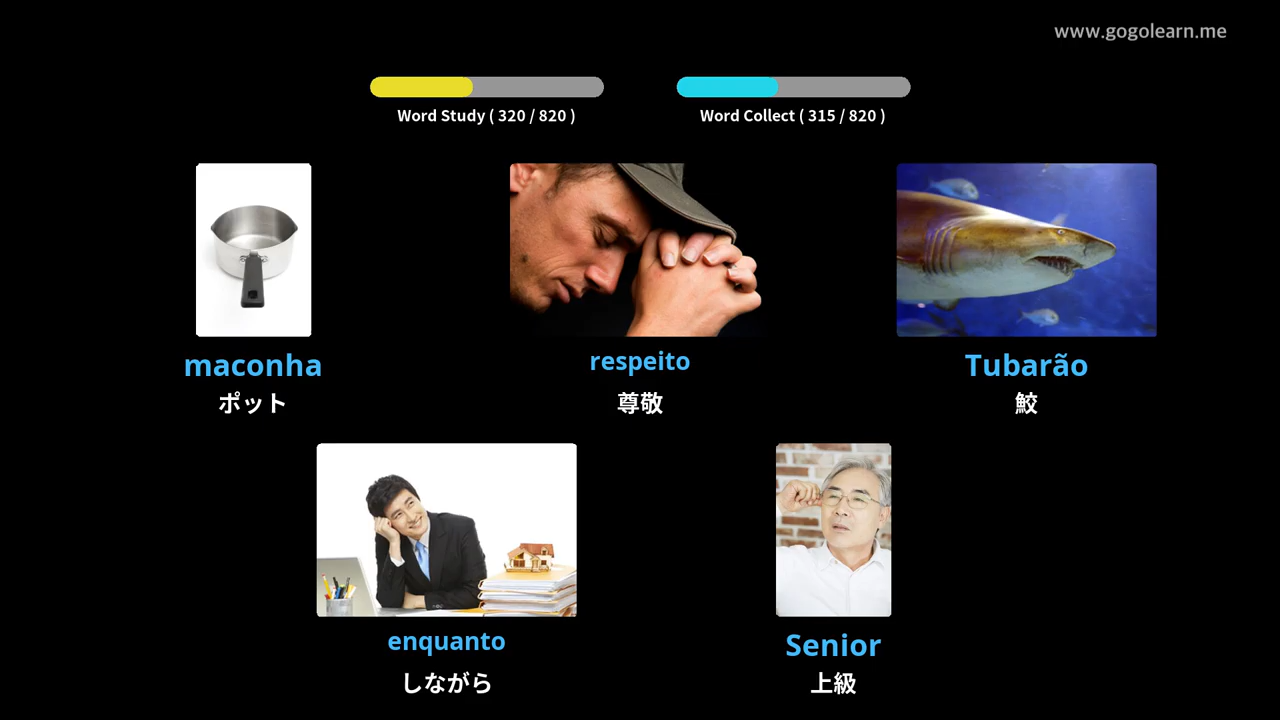 www.gogolearn.me
Word Study ( 320 / 820 )
Word Collect ( 315 / 820 )
maconha
ポット
respeito
尊敬
Tubarão
鮫
enquanto
しながら
Senior
上級